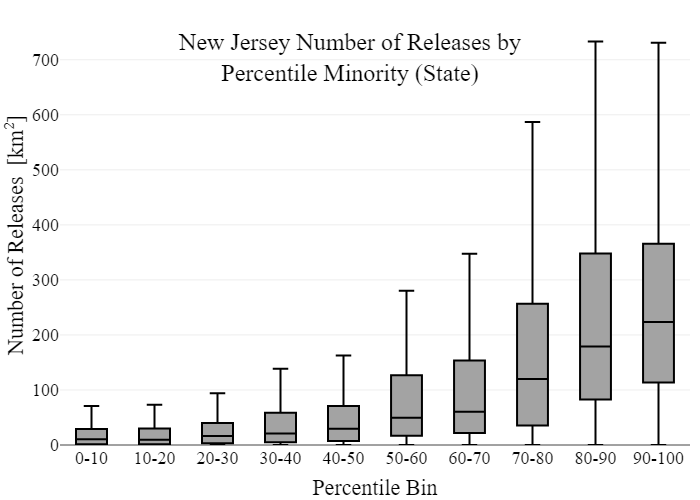 New Jersey Number of Releases by
Percentile Minority (State)
Number of Releases [km²]
700
600
500
400
300
200
100
0
0-10 10-20 20-30 30-40 40-50 50-60 60-70 70-80 80-90 90-100
Percentile Bin